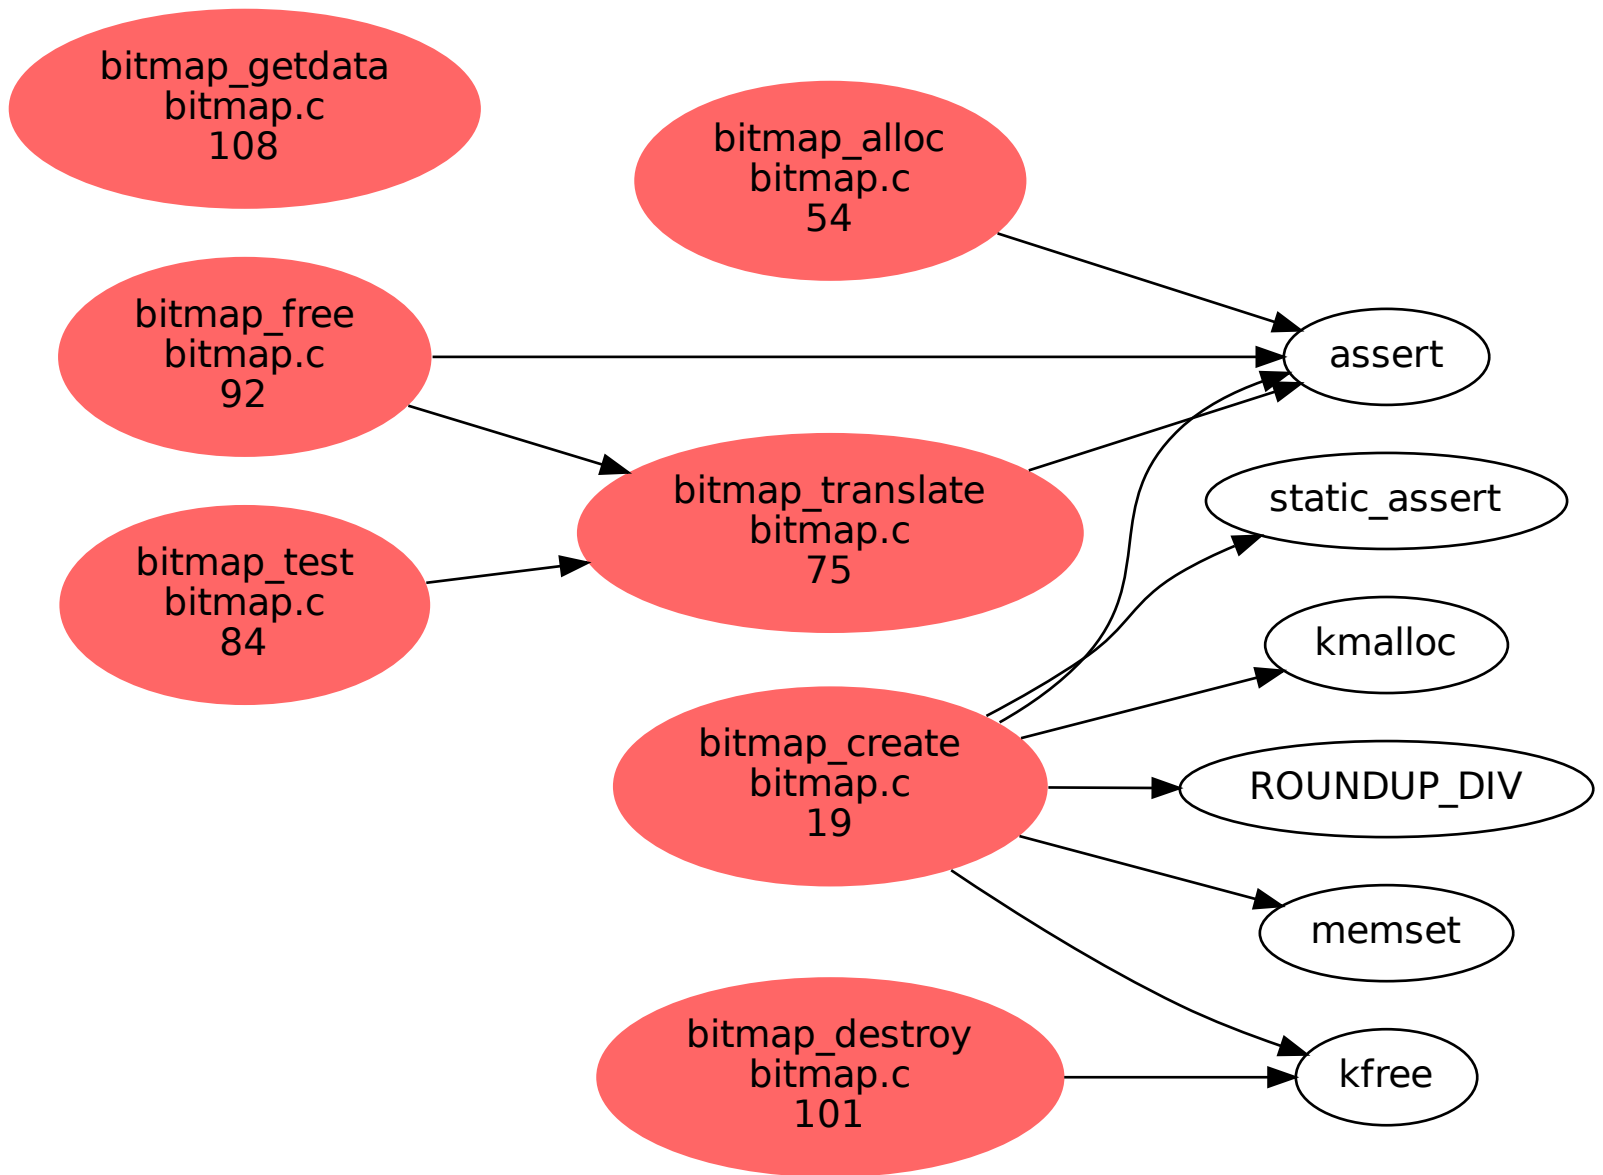 bitmap_getdata
bitmap.c
108
bitmap_alloc
bitmap.c
54
bitmap_free
bitmap.c
92
assert
bitmap_translate
bitmap.c
75
static_assert
bitmap_test
bitmap.c
84
kmalloc
bitmap_create
bitmap.c
19
ROUNDUP_DIV
memset
bitmap_destroy
bitmap.c
101
kfree